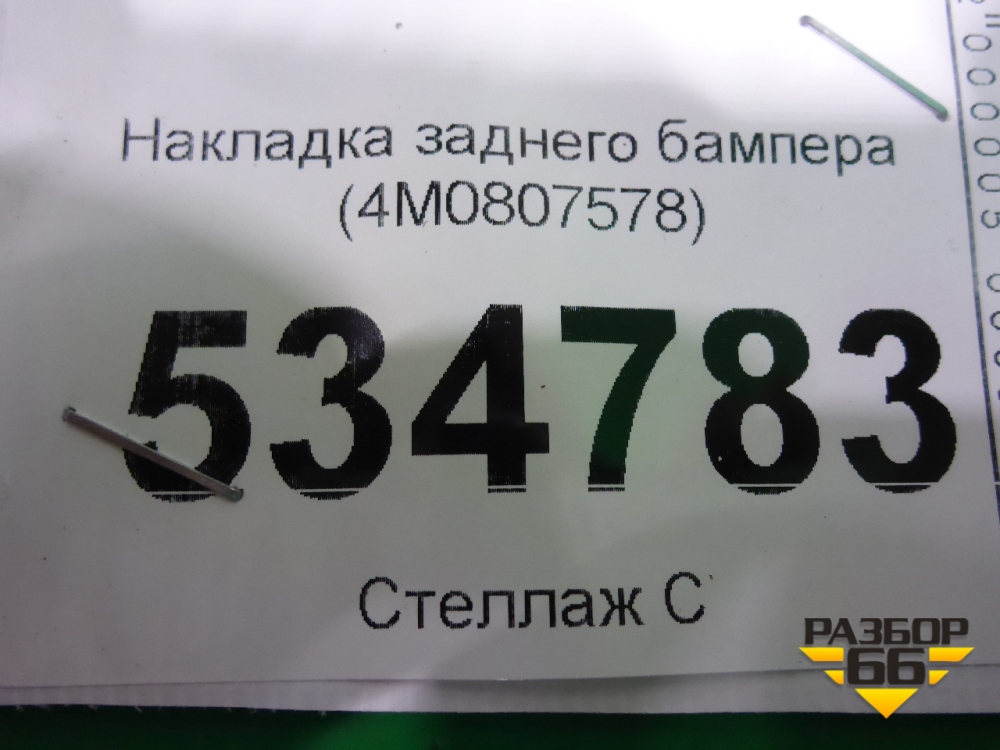 Накладка заднего бампера
(4M0807578)
534783
Стеллаж С
РАЗБОР
66